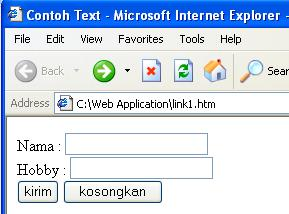 Contoh Text - Microsoft Internet Explorer -
File Edit View Favorites Tools Help
Back Sear
Address C:\Web Application\link1.htm
Nama :
Hobby :
kirim kosongkan